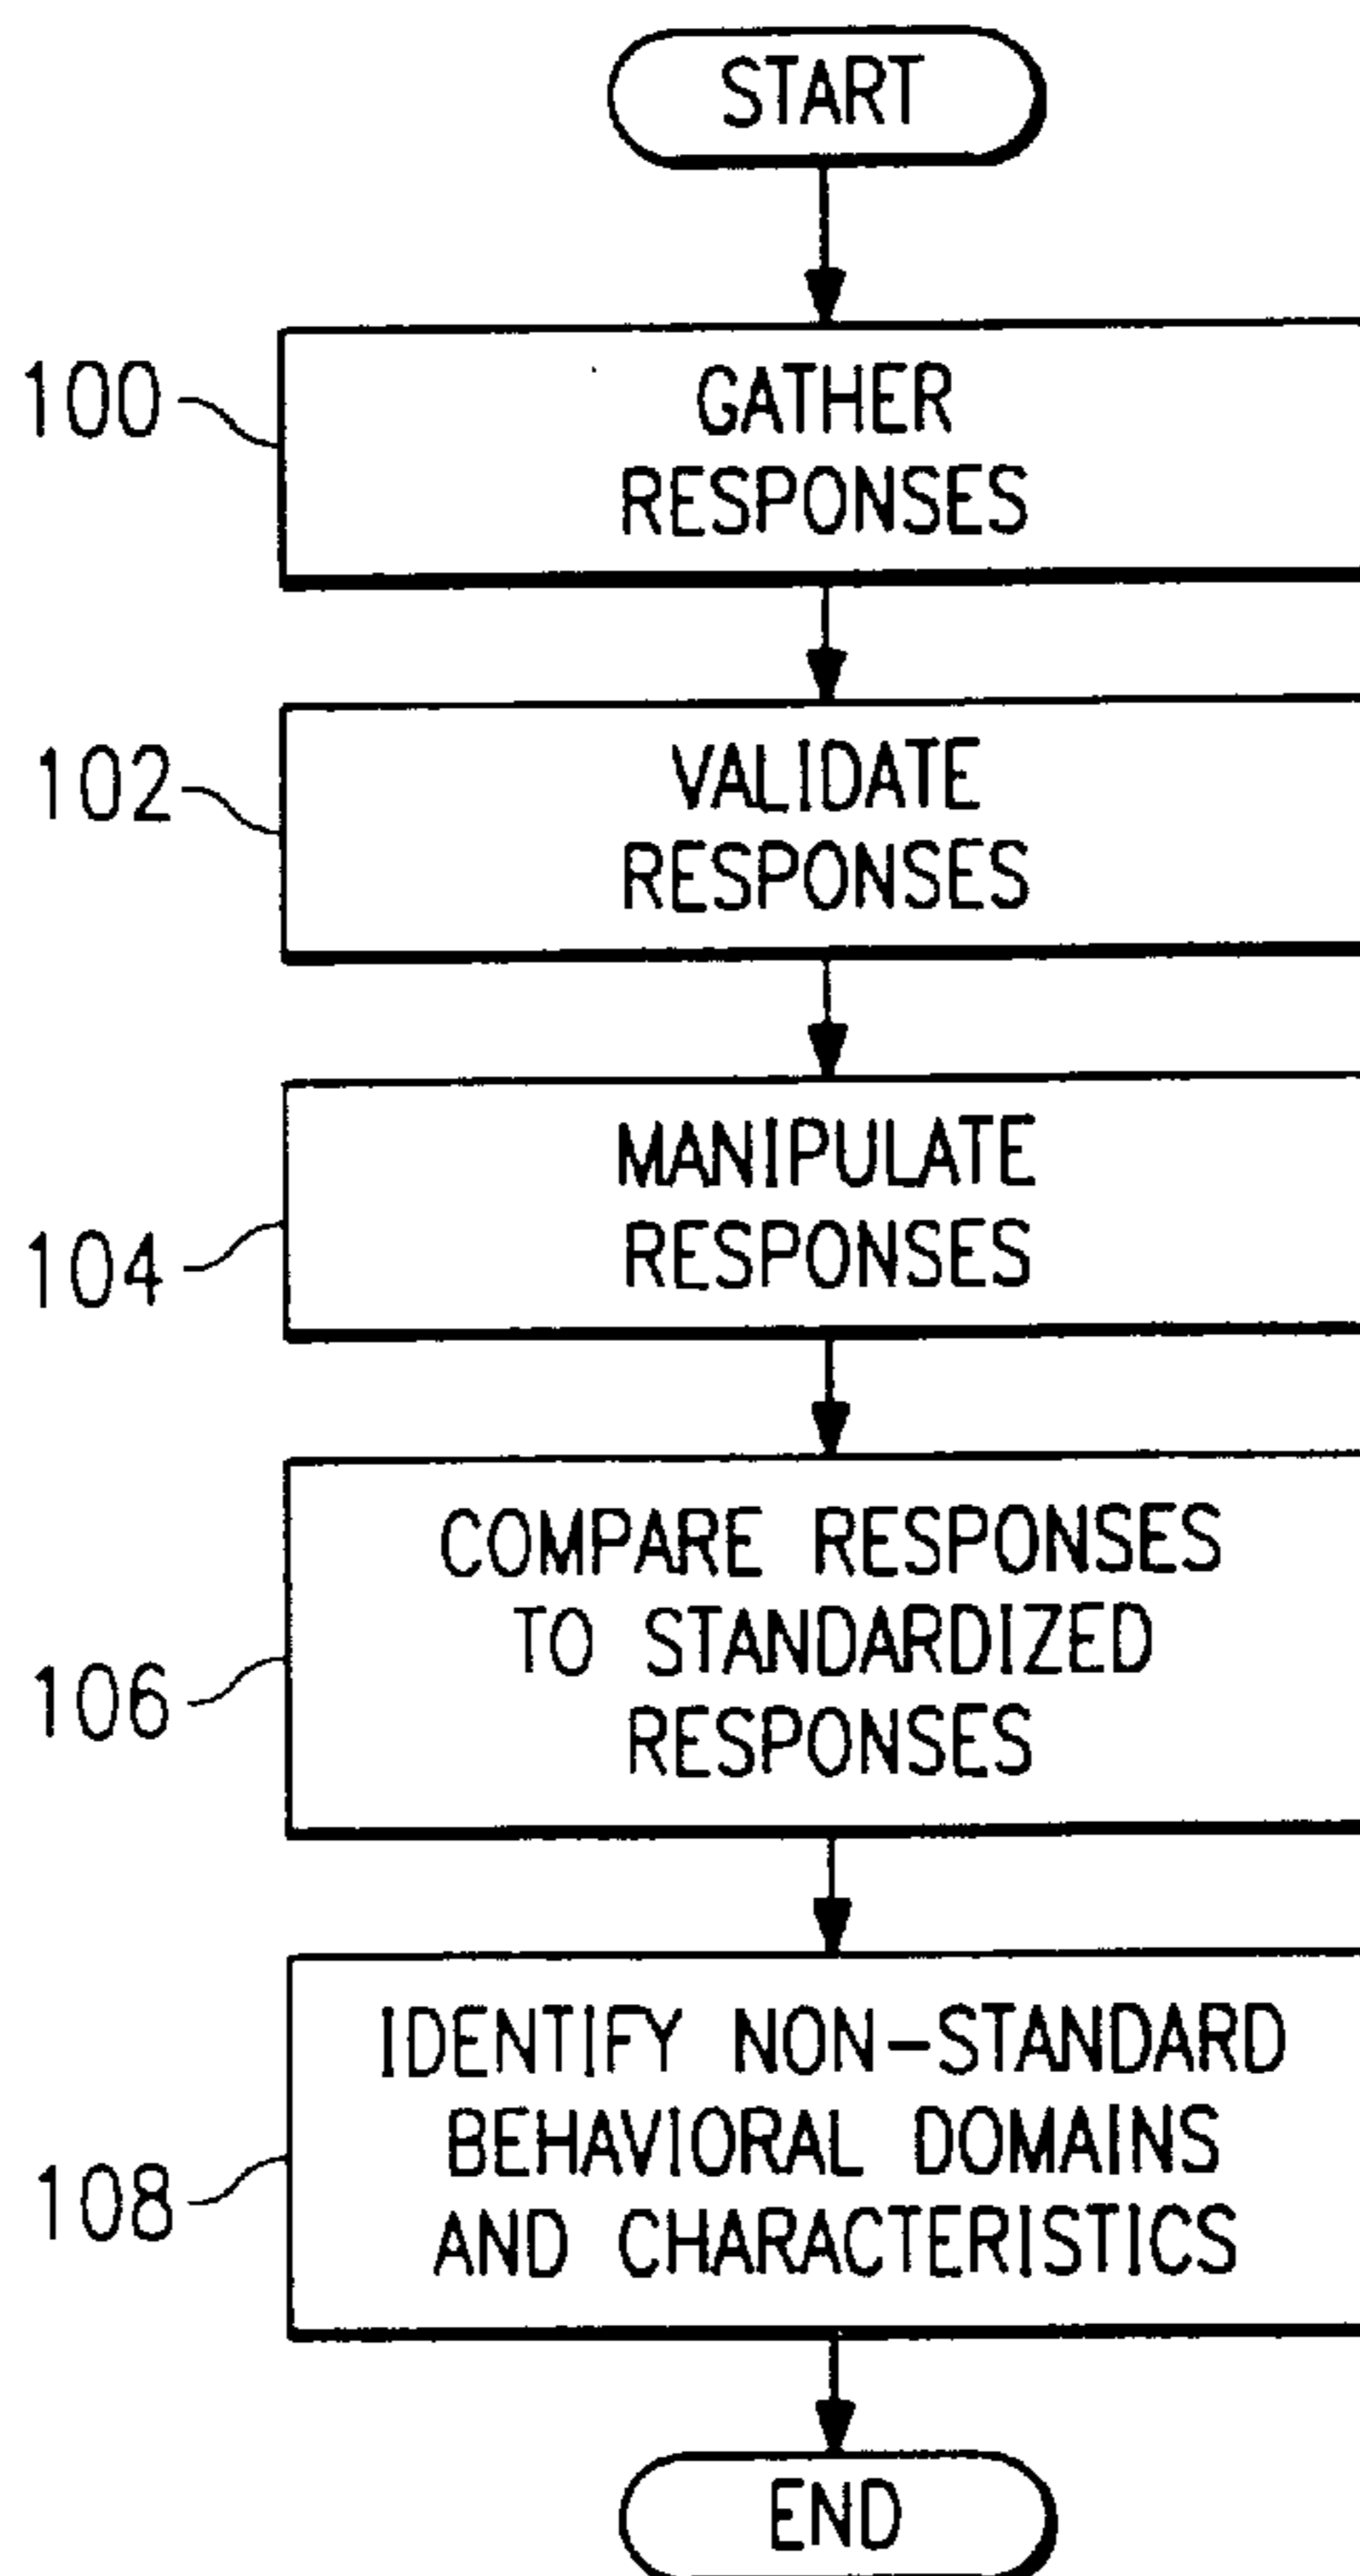 START
100
GATHER
RESPONSES
102
VALIDATE
RESPONSES
104
MANIPULATE
RESPONSES
106
COMPARE RESPONSES
TO STANDARDIZED
RESPONSES
108
IDENTIFY NON-STANDARD
BEHAVIORAL DOMAINS
AND CHARACTERISTICS
END